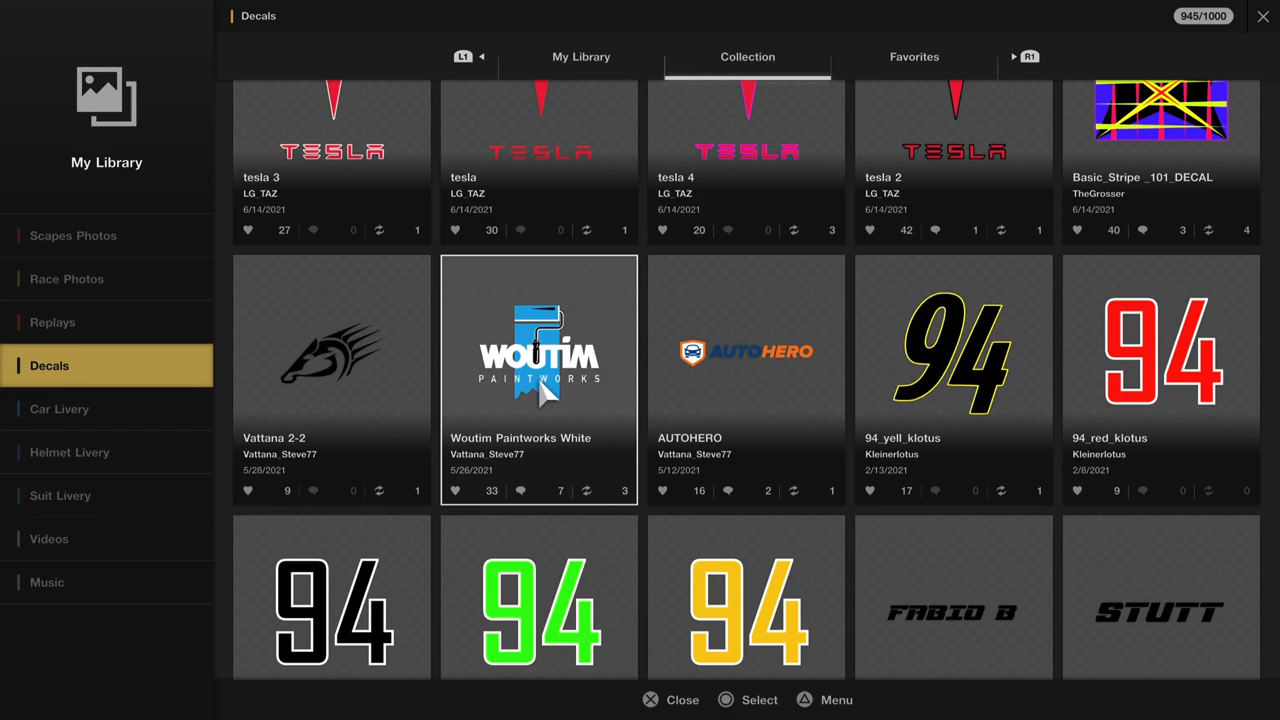 Decals
945/1000
L1
My Library
Collection
Favorites
R1
My Library
Scapes Photos
Race Photos
Replays
Decals
Car Livery
Helmet Livery
Suit Livery
Videos
Music
TESLA
tesla 3
LG_TAZ
6/14/2021
27
0
1
TESLA
tesla
LG_TAZ
6/14/2021
30
0
1
TESLA
tesla 4
LG_TAZ
6/14/2021
20
0
3
TESLA
tesla 2
LG_TAZ
6/14/2021
42
1
1
Basic_Stripe _101_DECAL
TheGrosser
6/14/2021
40
3
4
Vattana 2-2
Vattana_Steve77
5/28/2021
9
0
1
WOUTIM
PAINTWORKS
Woutim Paintworks White
Vattana_Steve77
5/26/2021
33
7
3
AUTOHERO
AUTOHERO
Vattana_Steve77
5/12/2021
16
2
1
94
94_yell_klotus
Kleinerlotus
2/13/2021
17
0
1
94
94_red_klotus
Kleinerlotus
2/8/2021
9
0
0
94
94
94
FABIO B
STUTT
Close
Select
Menu